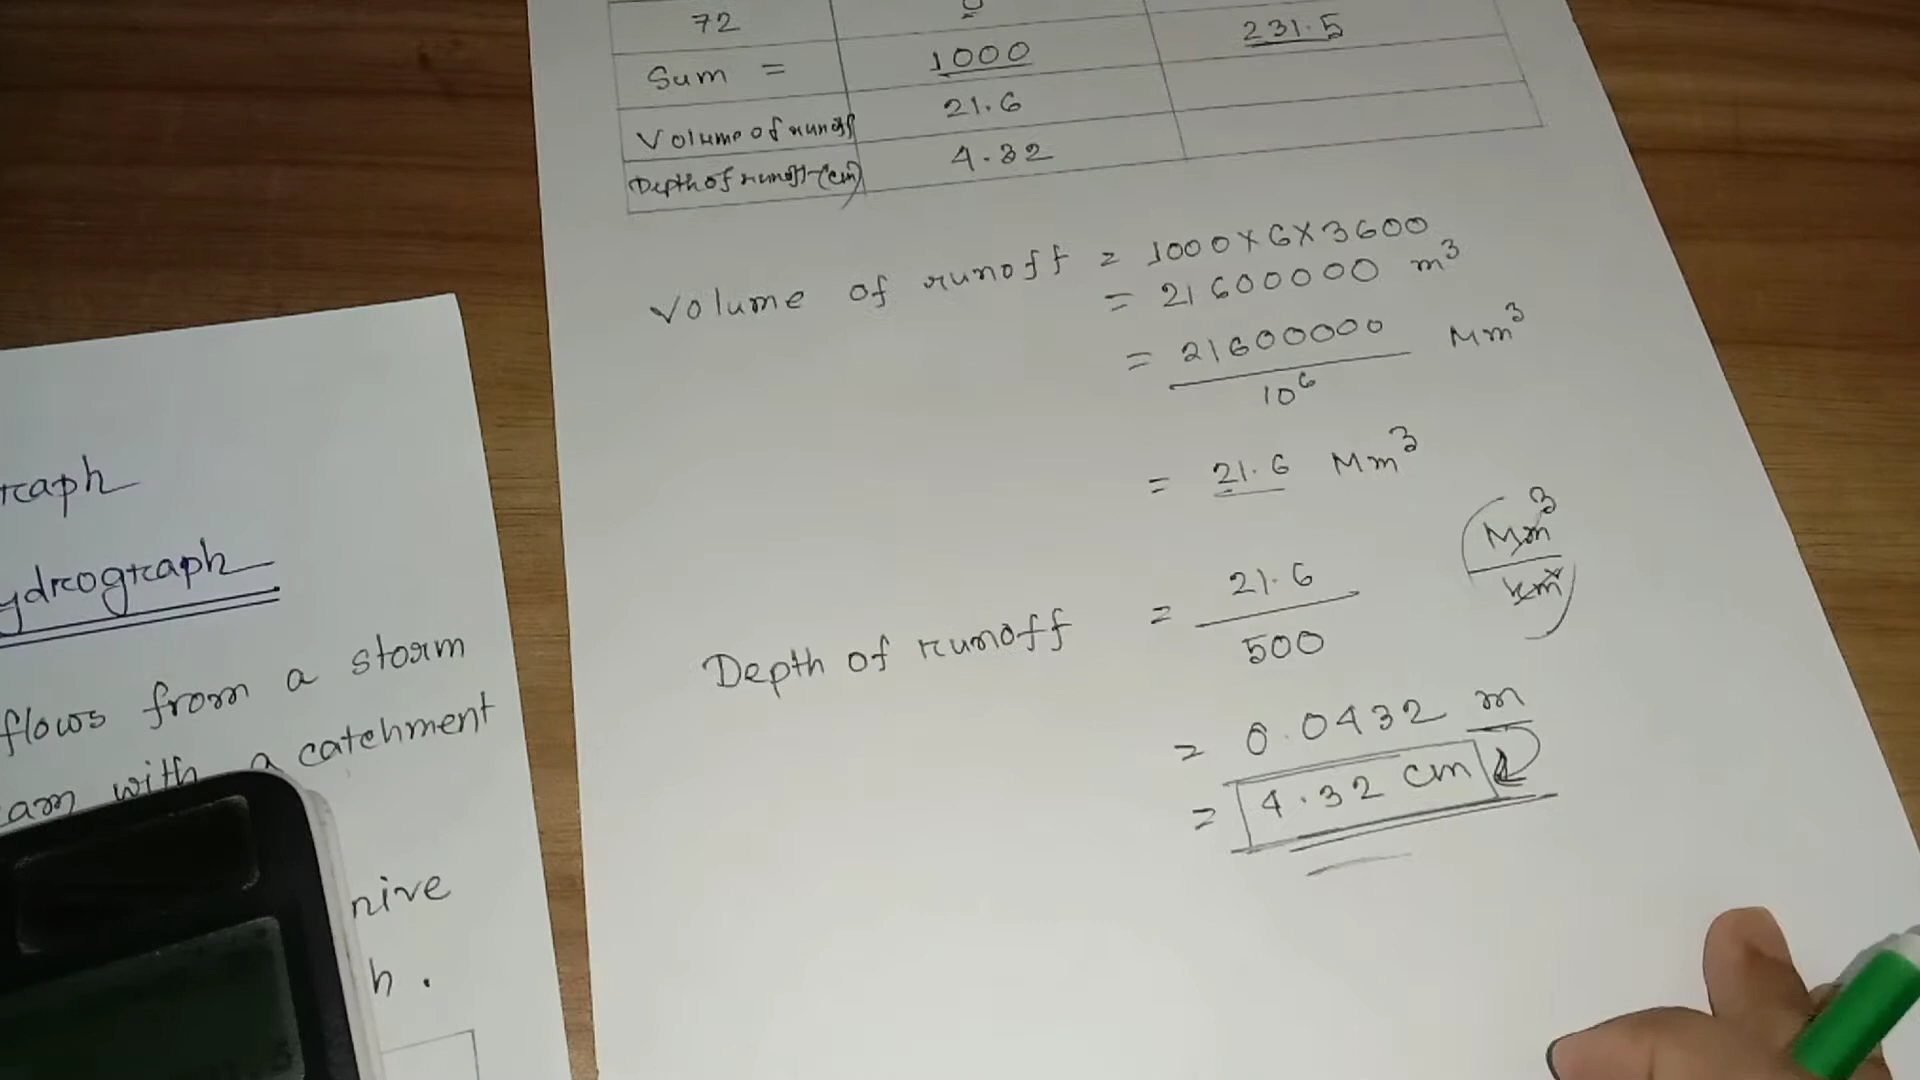 72
Sum = 1000 231.5
Volume of runoff 21.6
Depth of runoff (cm) 4.32
Volume of runoff = 1000 x 6 x 3600
= 21600000 m³
= 21600000 / 10⁶ Mm³
= 21.6 Mm³
Depth of runoff = 21.6 / 500 (Mm³ / km²)
= 0.0432 m
= 4.32 cm
raph
ydrograph
flows from a storm
with a catchment
nive
h.